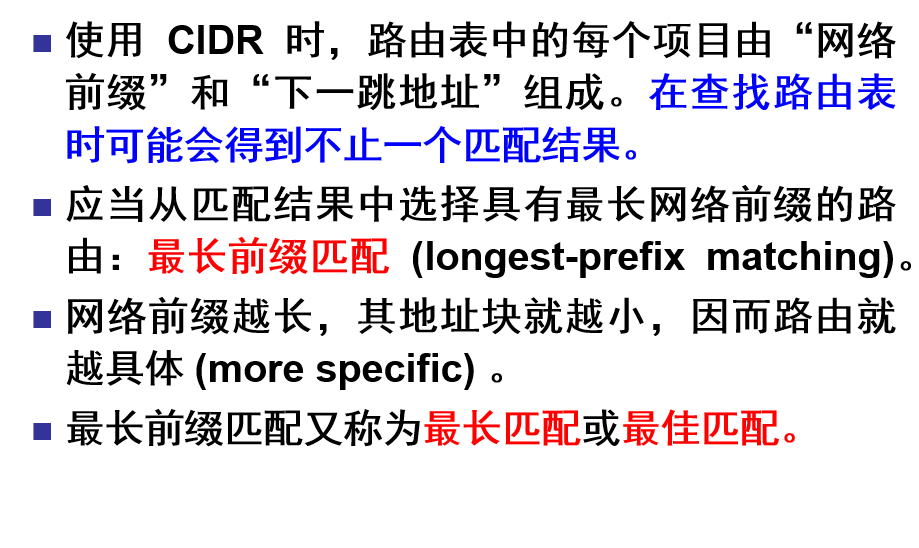 使用 CIDR 时，路由表中的每个项目由“网络
前缀”和“下一跳地址”组成。在查找路由表
时可能会得到不止一个匹配结果。
应当从匹配结果中选择具有最长网络前缀的路
由：最长前缀匹配 (longest-prefix matching)。
网络前缀越长，其地址块就越小，因而路由就
越具体 (more specific) 。
最长前缀匹配又称为最长匹配或最佳匹配。